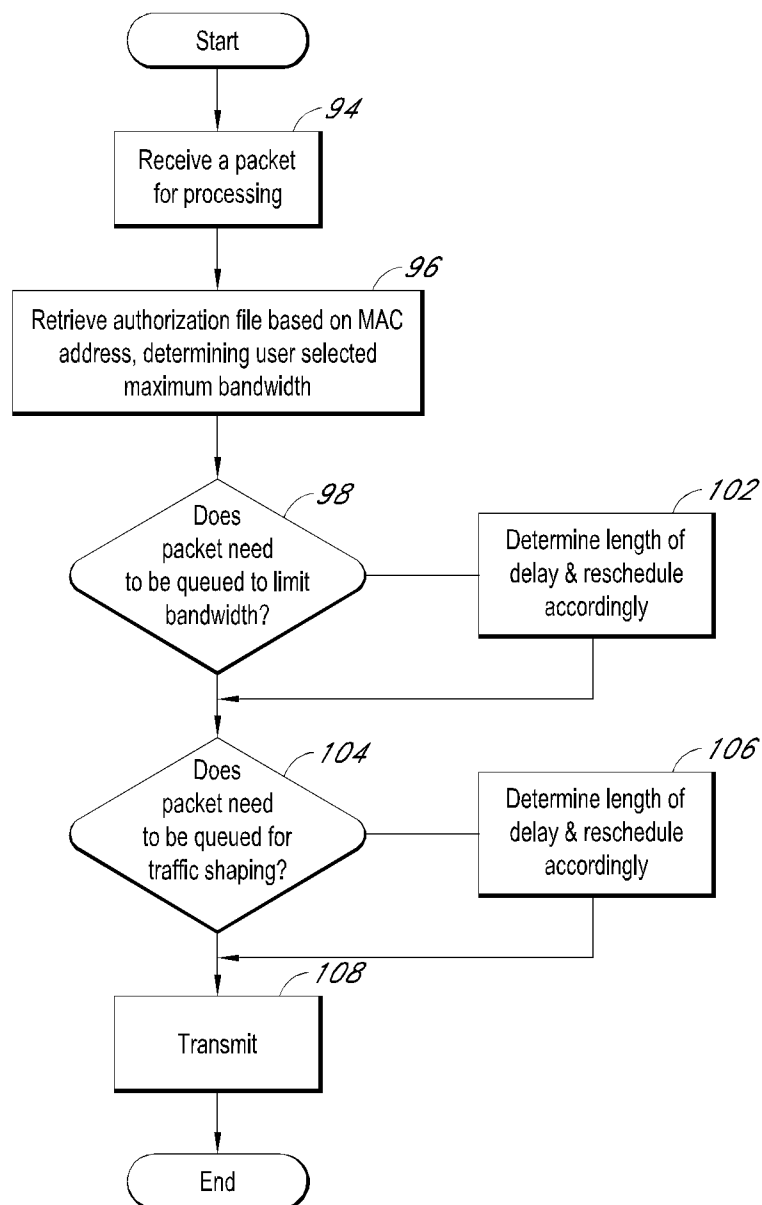 Start
94
Receive a packet
for processing
96
Retrieve authorization file based on MAC
address, determining user selected
maximum bandwidth
98
Does
packet need
to be queued to limit
bandwidth?
102
Determine length of
delay & reschedule
accordingly
104
Does
packet need
to be queued for
traffic shaping?
106
Determine length of
delay & reschedule
accordingly
108
Transmit
End